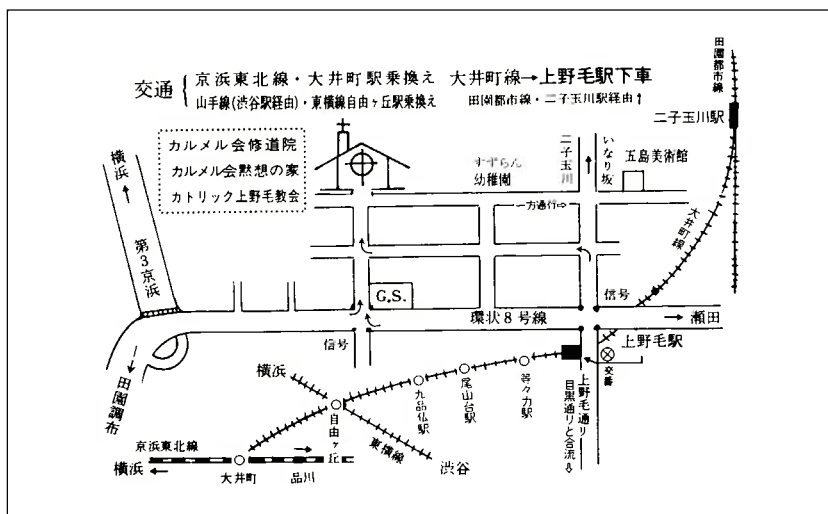 交通
京浜東北線・大井町駅乗換え 大井町線→上野毛駅下車
山手線(渋谷駅経由)・東横線自由ヶ丘駅乗換え 田園都市線・二子玉川駅経由↑
田園都市線
二子玉川駅
カルメル会修道院
カルメル会黙想の家
カトリック上野毛教会
横浜
すずらん
幼稚園
二子玉川
いなり坂
五島美術館
一方通行⇨
大井町線
第3京浜
G.S.
信号
環状8号線
→ 瀬田
信号
上野毛駅
交番
田園調布
横浜
自由ヶ丘
九品仏駅
尾山台駅
等々力駅
上野毛通り
目黒通りと合流⇩
京浜東北線
横浜
大井町
品川
東横線
渋谷